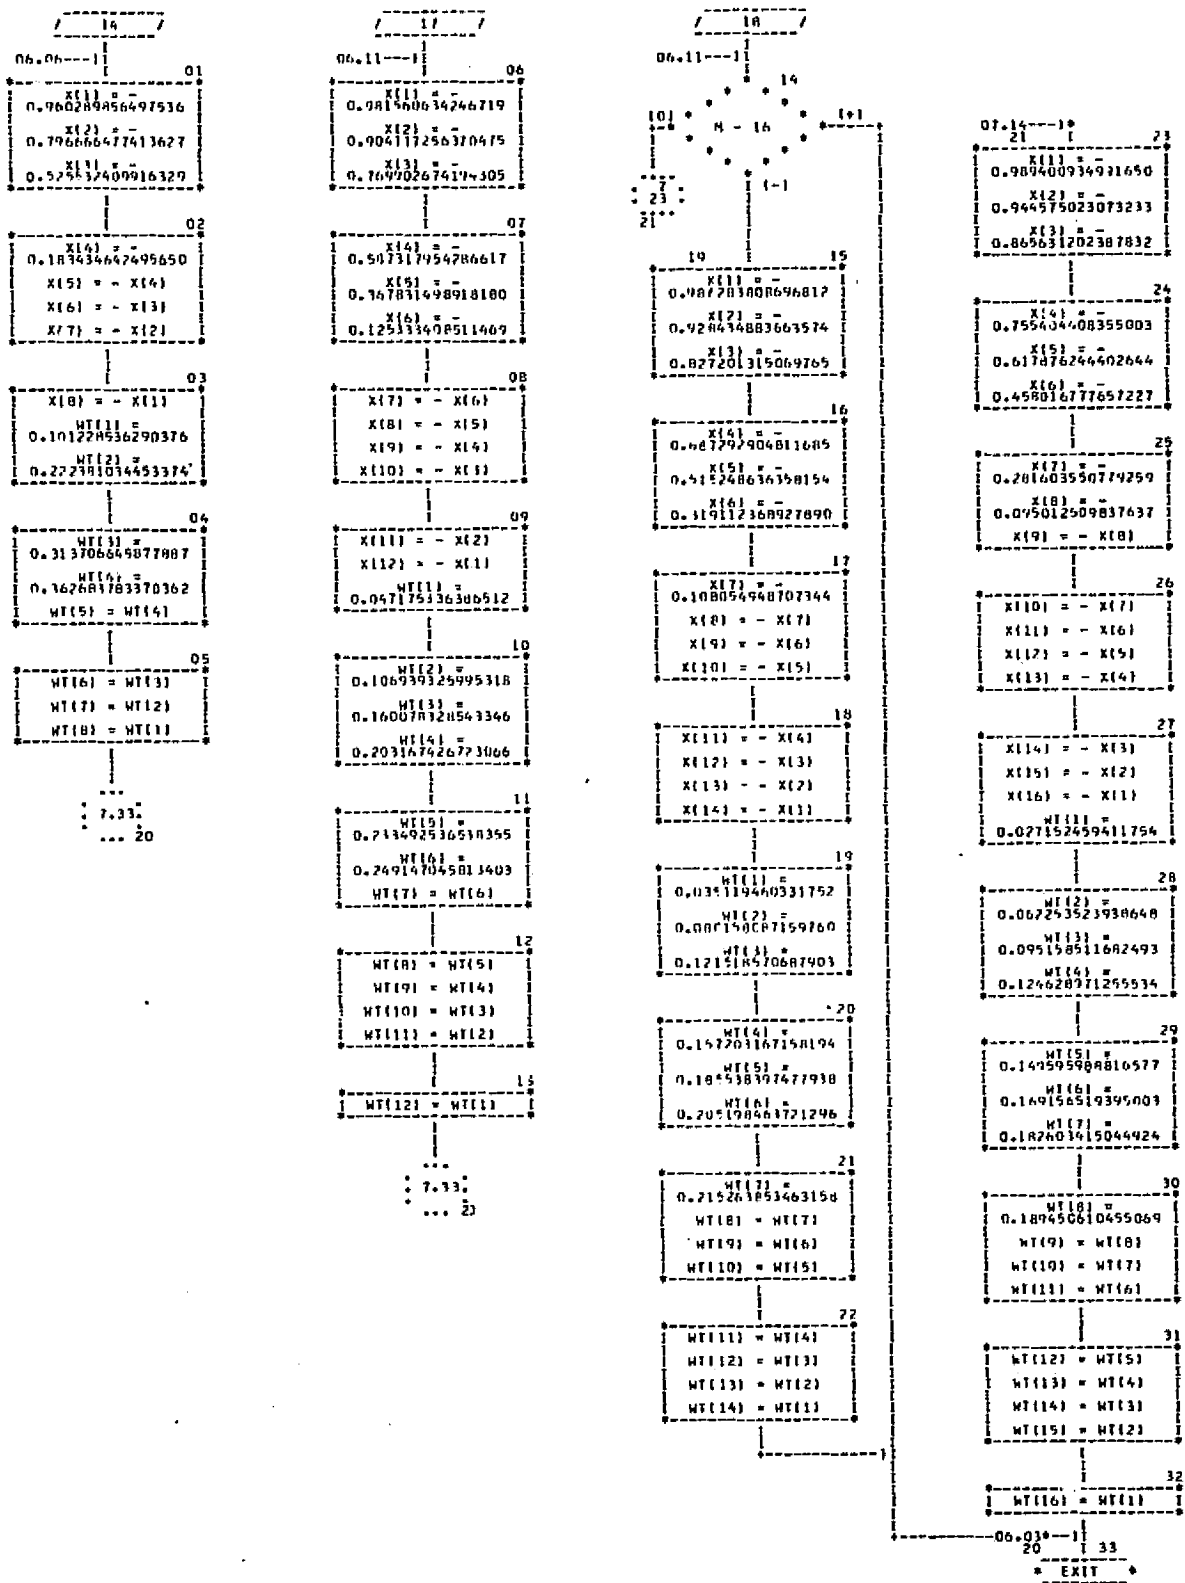 14
06.06---
01
X(1) = -
0.960289856497536
X(2) = -
0.796666477413627
X(3) = -
0.525532409916329
02
X(4) = -
0.183434642495650
X(5) = - X(4)
X(6) = - X(3)
X(7) = - X(2)
03
X(8) = - X(1)
WT(1) =
0.101228536290376
WT(2) =
0.222381034453374
04
WT(3) =
0.313706645877887
WT(4) =
0.362683783370362
WT(5) = WT(4)
05
WT(6) = WT(3)
WT(7) = WT(2)
WT(8) = WT(1)
7.33
20
17
06.11---
06
X(1) = -
0.981560634246719
X(2) = -
0.904117256370475
X(3) = -
0.769902674194305
07
X(4) = -
0.587317954286617
X(5) = -
0.367831498918180
X(6) = -
0.125333408511469
08
X(7) = - X(6)
X(8) = - X(5)
X(9) = - X(4)
X(10) = - X(3)
09
X(11) = - X(2)
X(12) = - X(1)
WT(1) =
0.047175336386512
10
WT(2) =
0.106939325995318
WT(3) =
0.160078328543346
WT(4) =
0.203167426723066
11
WT(5) =
0.233492536538355
WT(6) =
0.249147045813403
WT(7) = WT(6)
12
WT(8) = WT(5)
WT(9) = WT(4)
WT(10) = WT(3)
WT(11) = WT(2)
13
WT(12) = WT(1)
7.33
20
18
06.11---
14
(0)
N - 16
(+)
7
23
21
(-)
19 15
X(1) = -
0.987283808696812
X(2) = -
0.928434883663574
X(3) = -
0.827201315069765
16
X(4) = -
0.687292904811685
X(5) = -
0.515248636358154
X(6) = -
0.319112368927890
17
X(7) = -
0.108054948707344
X(8) = - X(7)
X(9) = - X(6)
X(10) = - X(5)
18
X(11) = - X(4)
X(12) = - X(3)
X(13) - - X(2)
X(14) = - X(1)
19
WT(1) =
0.035119460331752
WT(2) =
0.080158087159760
WT(3) =
0.121518570687903
20
WT(4) =
0.157203167158194
WT(5) =
0.185538397477938
WT(6) =
0.205198463721296
21
WT(7) =
0.215263853463158
WT(8) = WT(7)
WT(9) = WT(6)
WT(10) = WT(5)
22
WT(11) = WT(4)
WT(12) = WT(3)
WT(13) = WT(2)
WT(14) = WT(1)
07.14---
21 23
X(1) = -
0.989400934991650
X(2) = -
0.944575023073233
X(3) = -
0.865631202387832
24
X(4) = -
0.755404408355003
X(5) = -
0.617876244402644
X(6) = -
0.458016777657227
25
X(7) = -
0.281603550779259
X(8) = -
0.095012509837637
X(9) = - X(8)
26
X(10) = - X(7)
X(11) = - X(6)
X(12) = - X(5)
X(13) = - X(4)
27
X(14) = - X(3)
X(15) = - X(2)
X(16) = - X(1)
WT(1) =
0.027152459411754
28
WT(2) =
0.062253523938648
WT(3) =
0.095158511682493
WT(4) =
0.124628971255534
29
WT(5) =
0.149595988816577
WT(6) =
0.169156519395003
WT(7) =
0.182603415044924
30
WT(8) =
0.189450610455069
WT(9) = WT(8)
WT(10) = WT(7)
WT(11) = WT(6)
31
WT(12) = WT(5)
WT(13) = WT(4)
WT(14) = WT(3)
WT(15) = WT(2)
32
WT(16) = WT(1)
06.03*---
20 33
* EXIT *